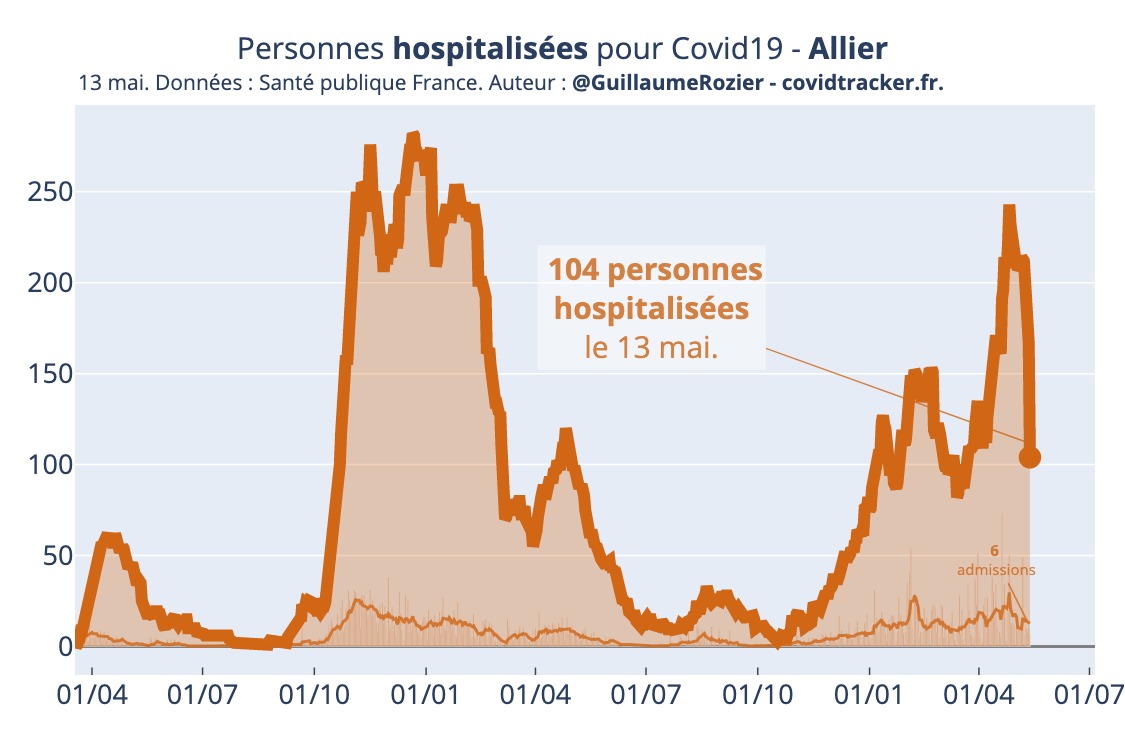 Personnes hospitalisées pour Covid19 - Allier
13 mai. Données : Santé publique France. Auteur : @GuillaumeRozier - covidtracker.fr.
250
200
150
100
50
0
104 personnes
hospitalisées
le 13 mai.
6
admissions
01/04 01/07 01/10 01/01 01/04 01/07 01/10 01/01 01/04 01/07